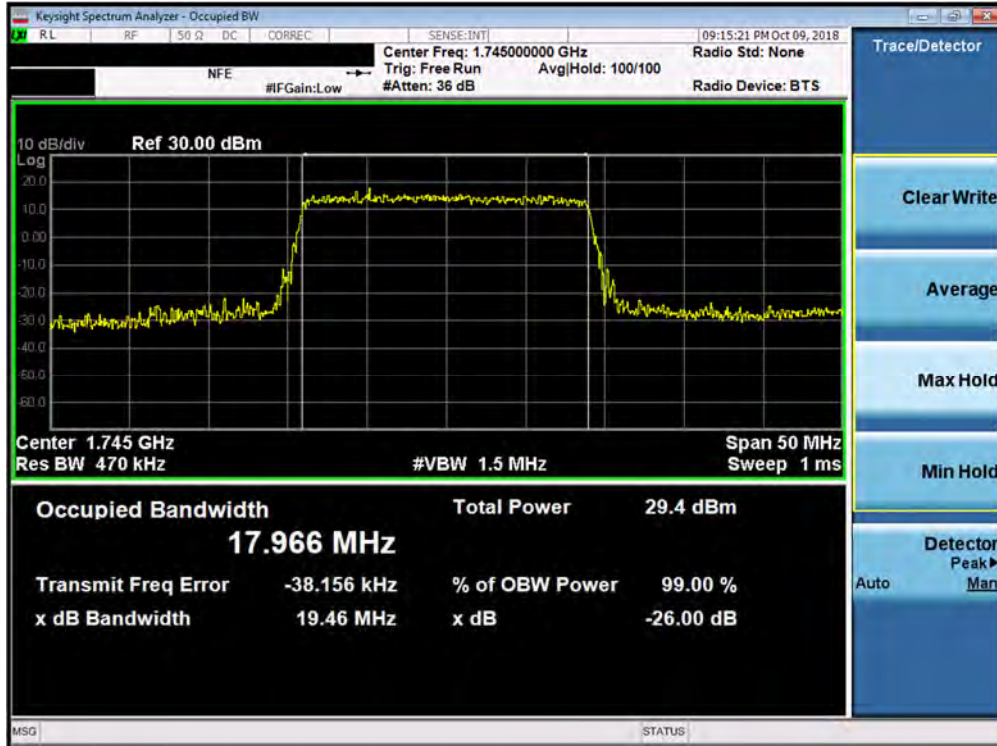 Keysight Spectrum Analyzer - Occupied BW
LXI RL RF 50 Ω DC CORREC SENSE:INT 09:15:21 PM Oct 09, 2018
Center Freq: 1.745000000 GHz Radio Std: None
NFE Trig: Free Run Avg|Hold: 100/100
#IFGain:Low #Atten: 36 dB Radio Device: BTS
Trace/Detector
10 dB/div Ref 30.00 dBm
Log
20.0
10.0
0.00
-10.0
-20.0
-30.0
-40.0
-50.0
-60.0
Center 1.745 GHz Span 50 MHz
Res BW 470 kHz #VBW 1.5 MHz Sweep 1 ms
Occupied Bandwidth Total Power 29.4 dBm
17.966 MHz
Transmit Freq Error -38.156 kHz % of OBW Power 99.00 %
x dB Bandwidth 19.46 MHz x dB -26.00 dB
Clear Write
Average
Max Hold
Min Hold
Detector
Peak▶
Auto Man
MSG STATUS